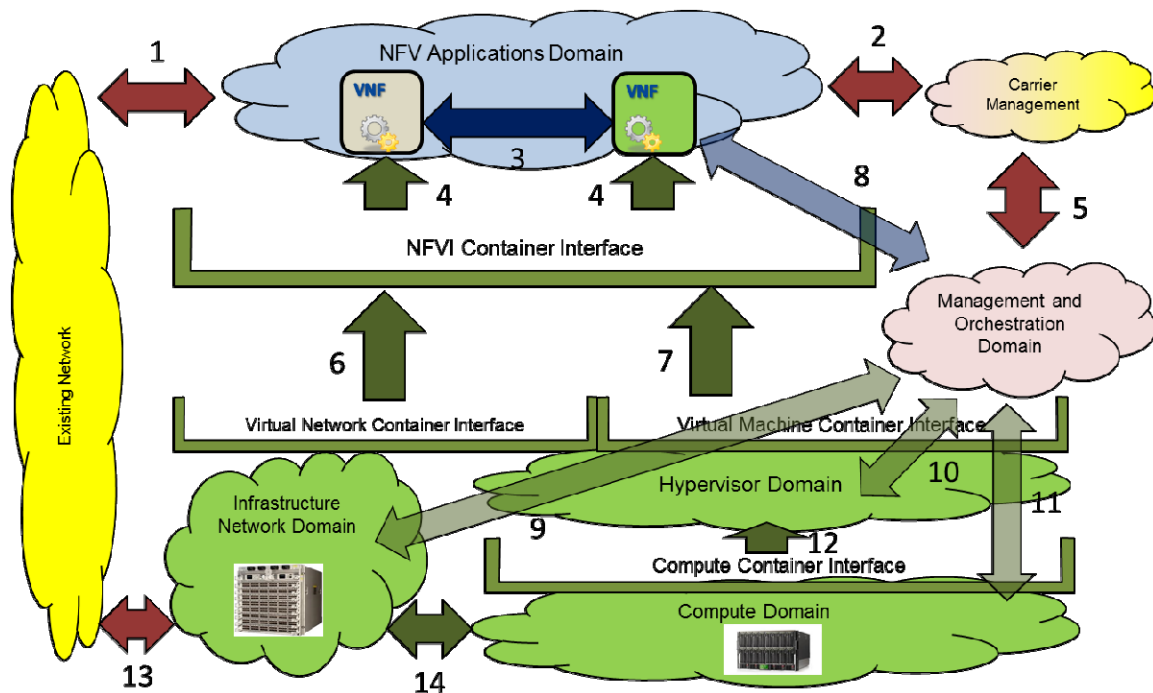 1
NFV Applications Domain
2
VNF
VNF
Carrier
Management
3
8
4
4
5
NFVI Container Interface
Management and
Orchestration
Domain
6
7
Existing Network
Virtual Network Container Interface
Virtual Machine Container Interface
10
Hypervisor Domain
Infrastructure
Network Domain
11
9
12
Compute Container Interface
Compute Domain
13
14